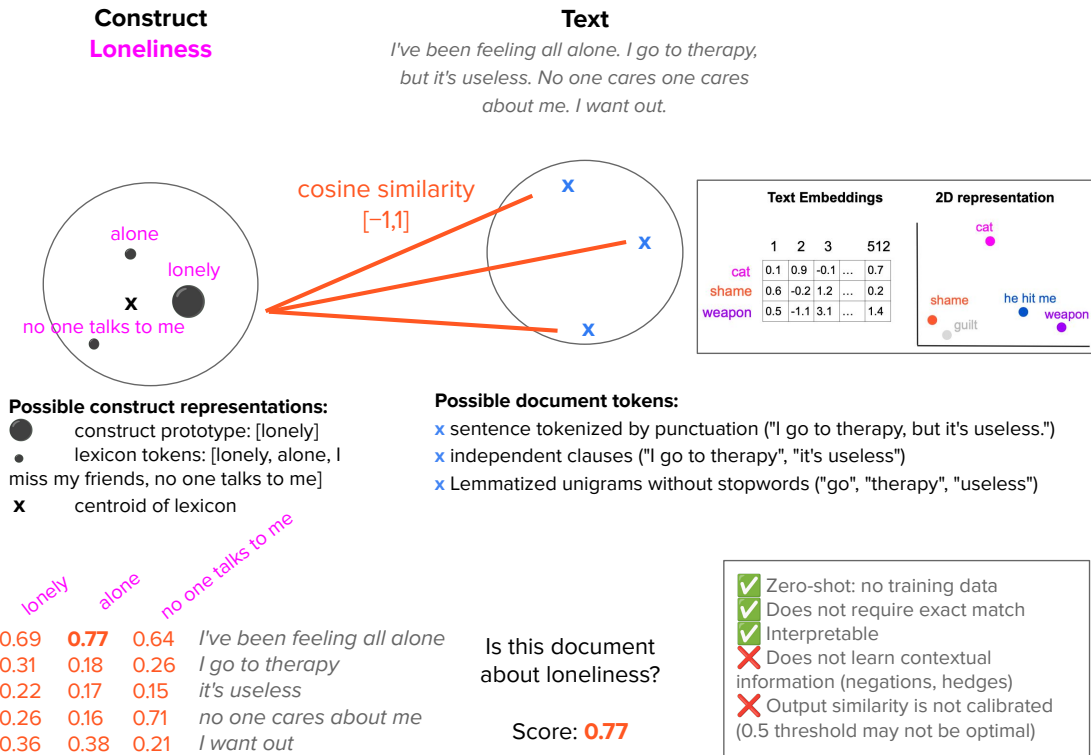 Construct
Loneliness
Text
I've been feeling all alone. I go to therapy,
but it's useless. No one cares one cares
about me. I want out.
cosine similarity
[−1,1]
alone
lonely
x
no one talks to me
x
x
x
Text Embeddings
1 2 3 512
cat 0.1 0.9 -0.1 ... 0.7
shame 0.6 -0.2 1.2 ... 0.2
weapon 0.5 -1.1 3.1 ... 1.4
2D representation
cat
shame
guilt
he hit me
weapon
Possible construct representations:
construct prototype: [lonely]
lexicon tokens: [lonely, alone, I
miss my friends, no one talks to me]
x centroid of lexicon
Possible document tokens:
x sentence tokenized by punctuation ("I go to therapy, but it's useless.")
x independent clauses ("I go to therapy", "it's useless")
x Lemmatized unigrams without stopwords ("go", "therapy", "useless")
lonely alone no one talks to me
0.69 0.77 0.64 I've been feeling all alone
0.31 0.18 0.26 I go to therapy
0.22 0.17 0.15 it's useless
0.26 0.16 0.71 no one cares about me
0.36 0.38 0.21 I want out
Is this document
about loneliness?
Score: 0.77
✅ Zero-shot: no training data
✅ Does not require exact match
✅ Interpretable
❌ Does not learn contextual
information (negations, hedges)
❌ Output similarity is not calibrated
(0.5 threshold may not be optimal)